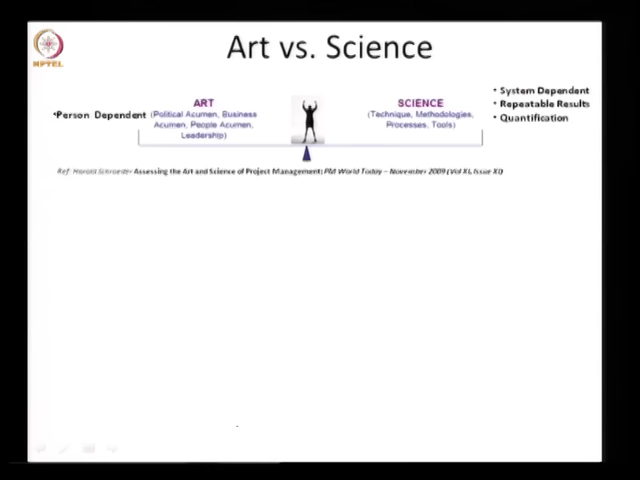 NPTEL
Art vs. Science
•Person Dependent
ART
(Political Acumen, Business
Acumen, People Acumen,
Leadership)
SCIENCE
(Technique, Methodologies,
Processes, Tools)
• System Dependent
• Repeatable Results
• Quantification
Ref: Harold Schroeder Assessing the Art and Science of Project Management: PM World Today – November 2009 (Vol XI, Issue XI)